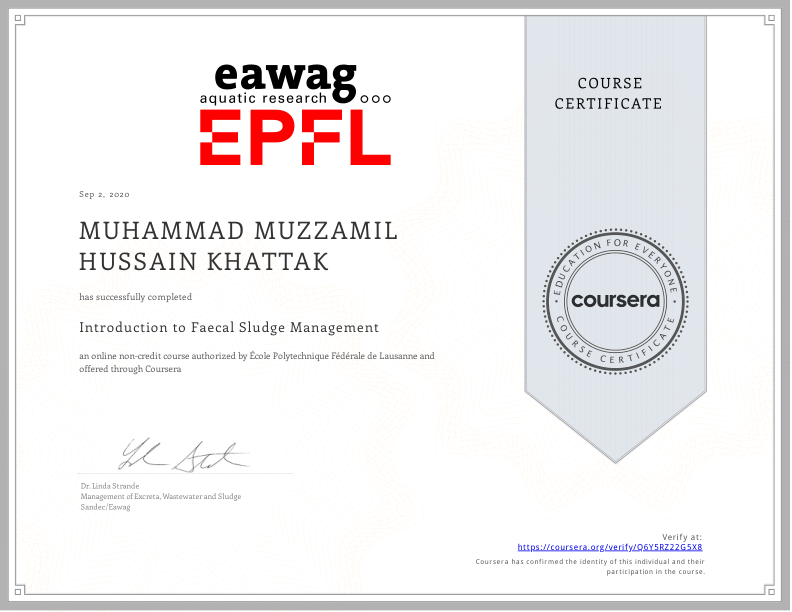 eawag
aquatic research ooo
EPFL
Sep 2, 2020
MUHAMMAD MUZZAMIL
HUSSAIN KHATTAK
has successfully completed
Introduction to Faecal Sludge Management
an online non-credit course authorized by École Polytechnique Fédérale de Lausanne and
offered through Coursera
Dr. Linda Strande
Management of Excreta, Wastewater and Sludge
Sandec/Eawag
COURSE
CERTIFICATE
EDUCATION FOR EVERYONE
coursera
COURSE CERTIFICATE
Verify at:
https://coursera.org/verify/Q6Y5RZ22G5X8
Coursera has confirmed the identity of this individual and their
participation in the course.